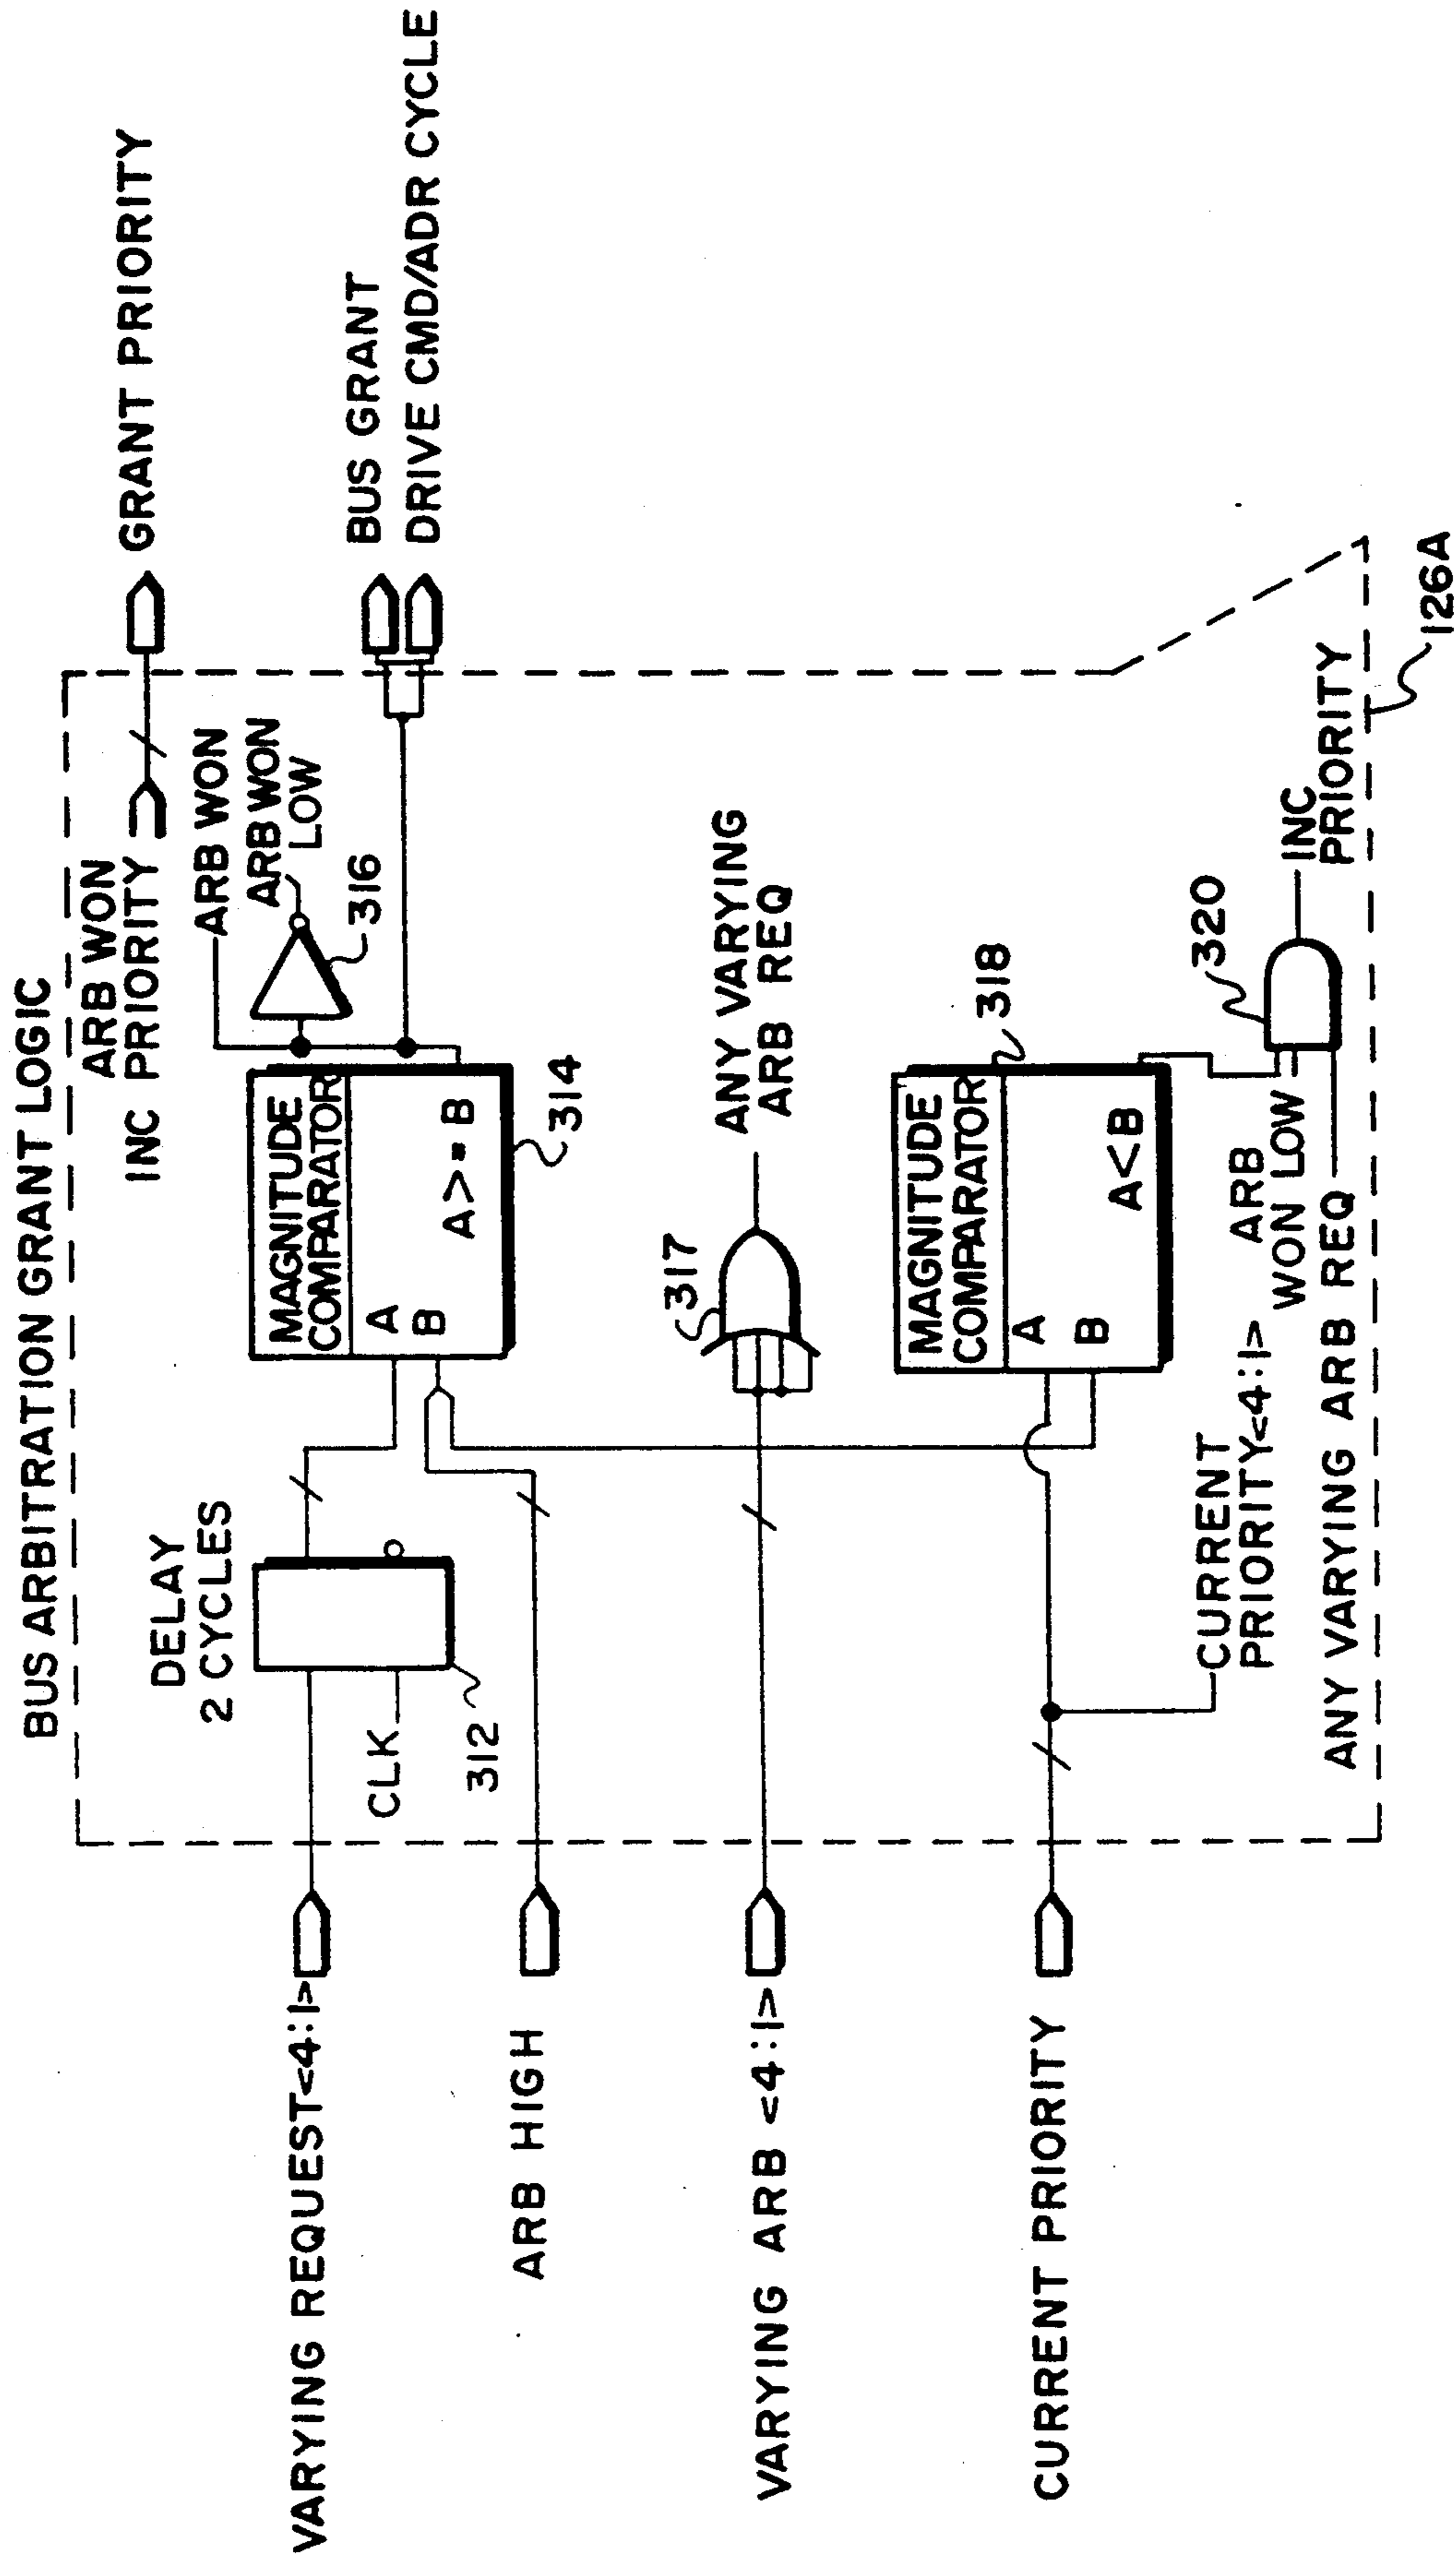 BUS ARBITRATION GRANT LOGIC
ARB WON
INC PRIORITY
GRANT PRIORITY
ARB WON
ARB WON
LOW
316
BUS GRANT
DRIVE CMD/ADR CYCLE
VARYING REQUEST<4:1>
DELAY
2 CYCLES
CLK
312
MAGNITUDE
COMPARATOR
A
B
A>=B
314
ARB HIGH
VARYING ARB <4:1>
317
ANY VARYING
ARB REQ
CURRENT PRIORITY
MAGNITUDE
COMPARATOR
A
B
A<B
318
CURRENT
PRIORITY<4:1>
ARB
WON LOW
ANY VARYING ARB REQ
320
INC
PRIORITY
126A